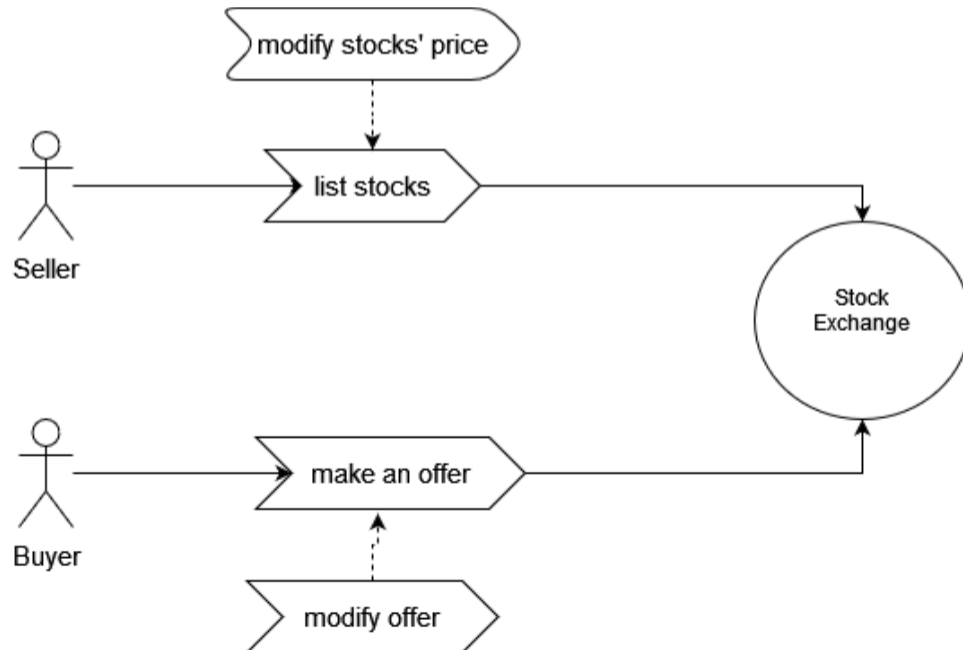 modify stocks' price
list stocks
Seller
Stock
Exchange
make an offer
Buyer
modify offer